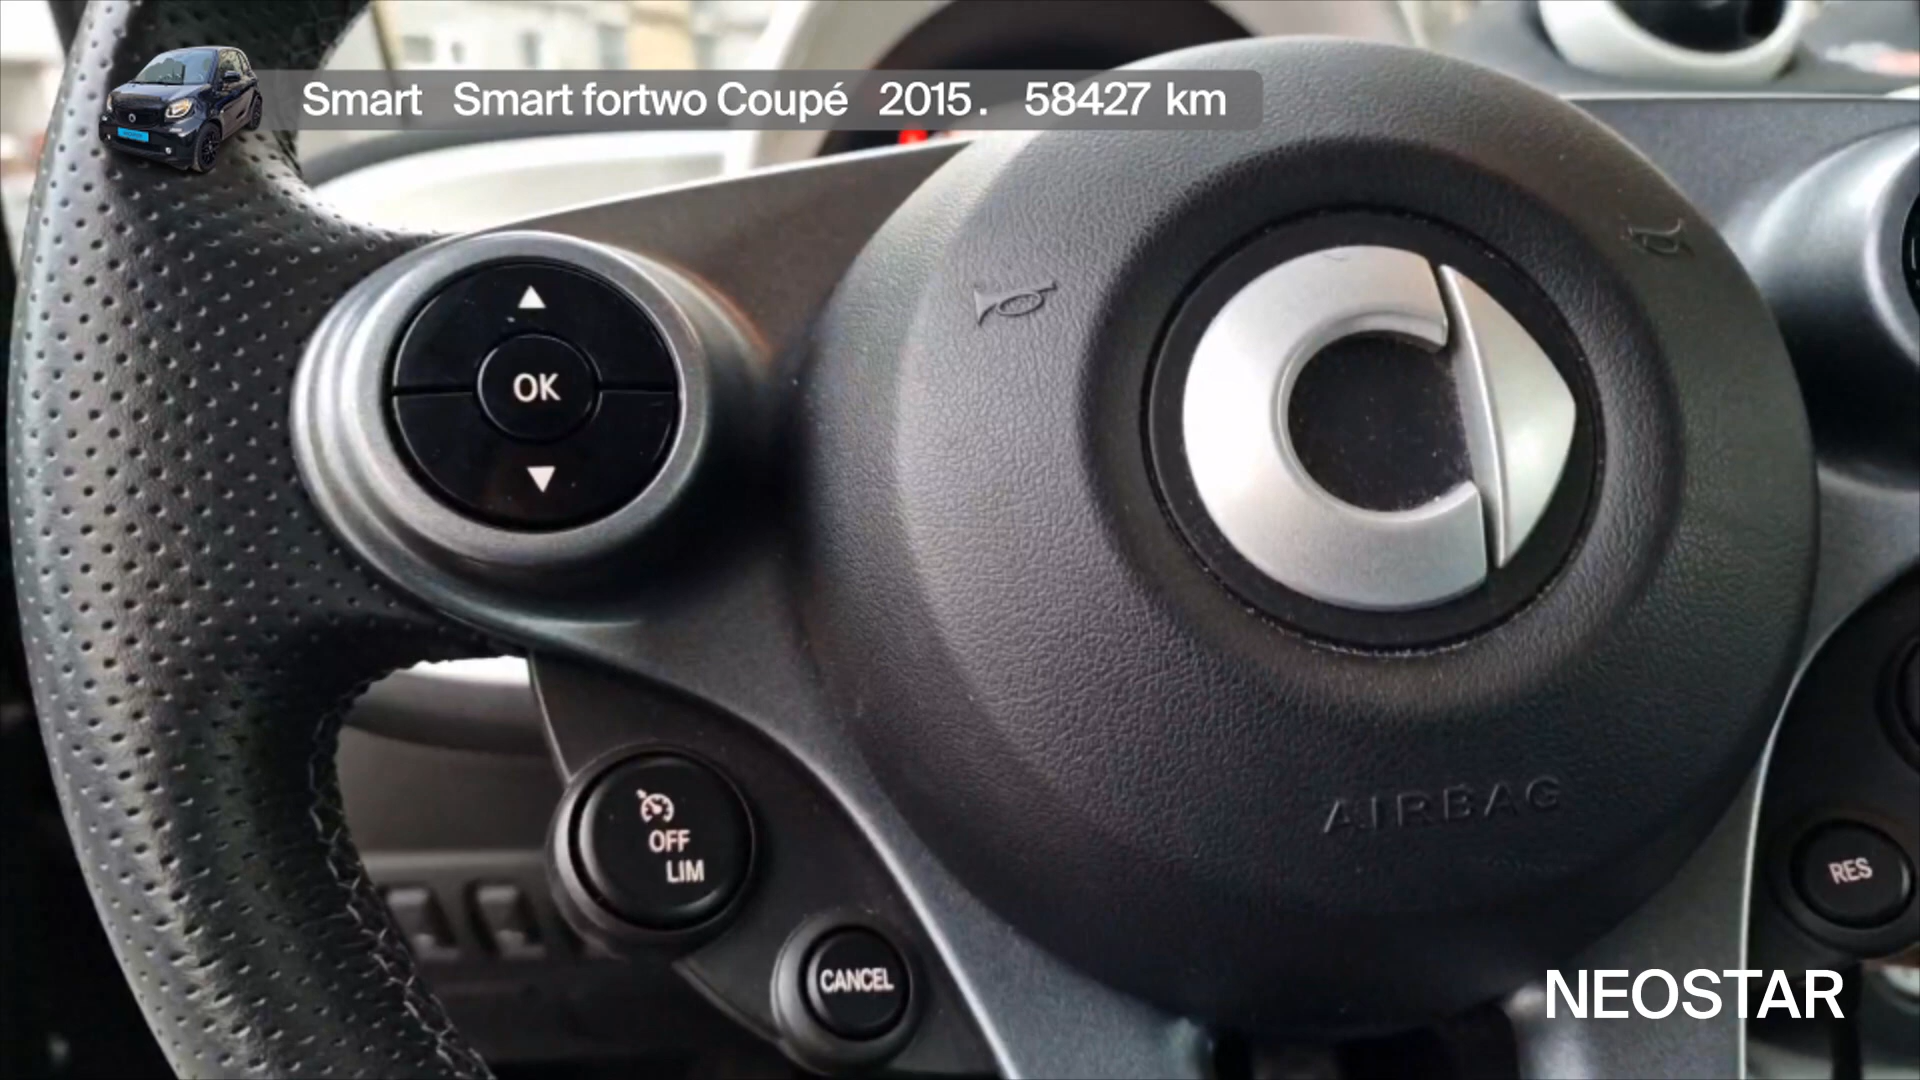 Smart Smart fortwo Coupé 2015. 58427 km
OK
OFF
LIM
CANCEL
AIRBAG
RES
NEOSTAR